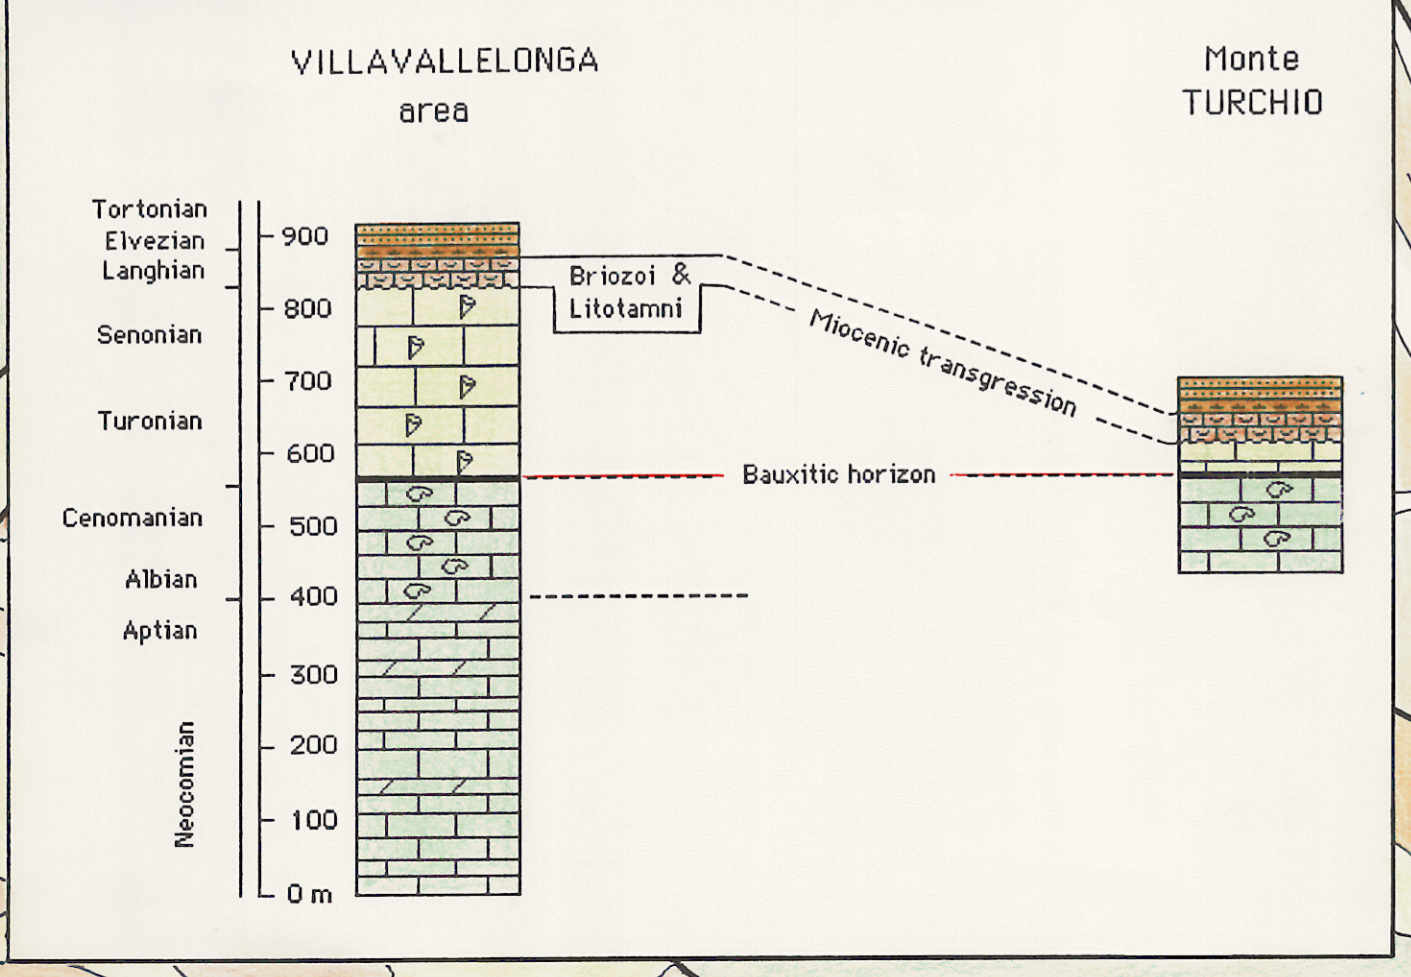 VILLAVALLELONGA
area
Monte
TURCHIO
Tortonian
Elvezian
Langhian
Senonian
Turonian
Cenomanian
Albian
Aptian
Neocomian
900
800
700
600
500
400
300
200
100
0 m
Briozoi &
Litotamni
Miocenic transgression
Bauxitic horizon